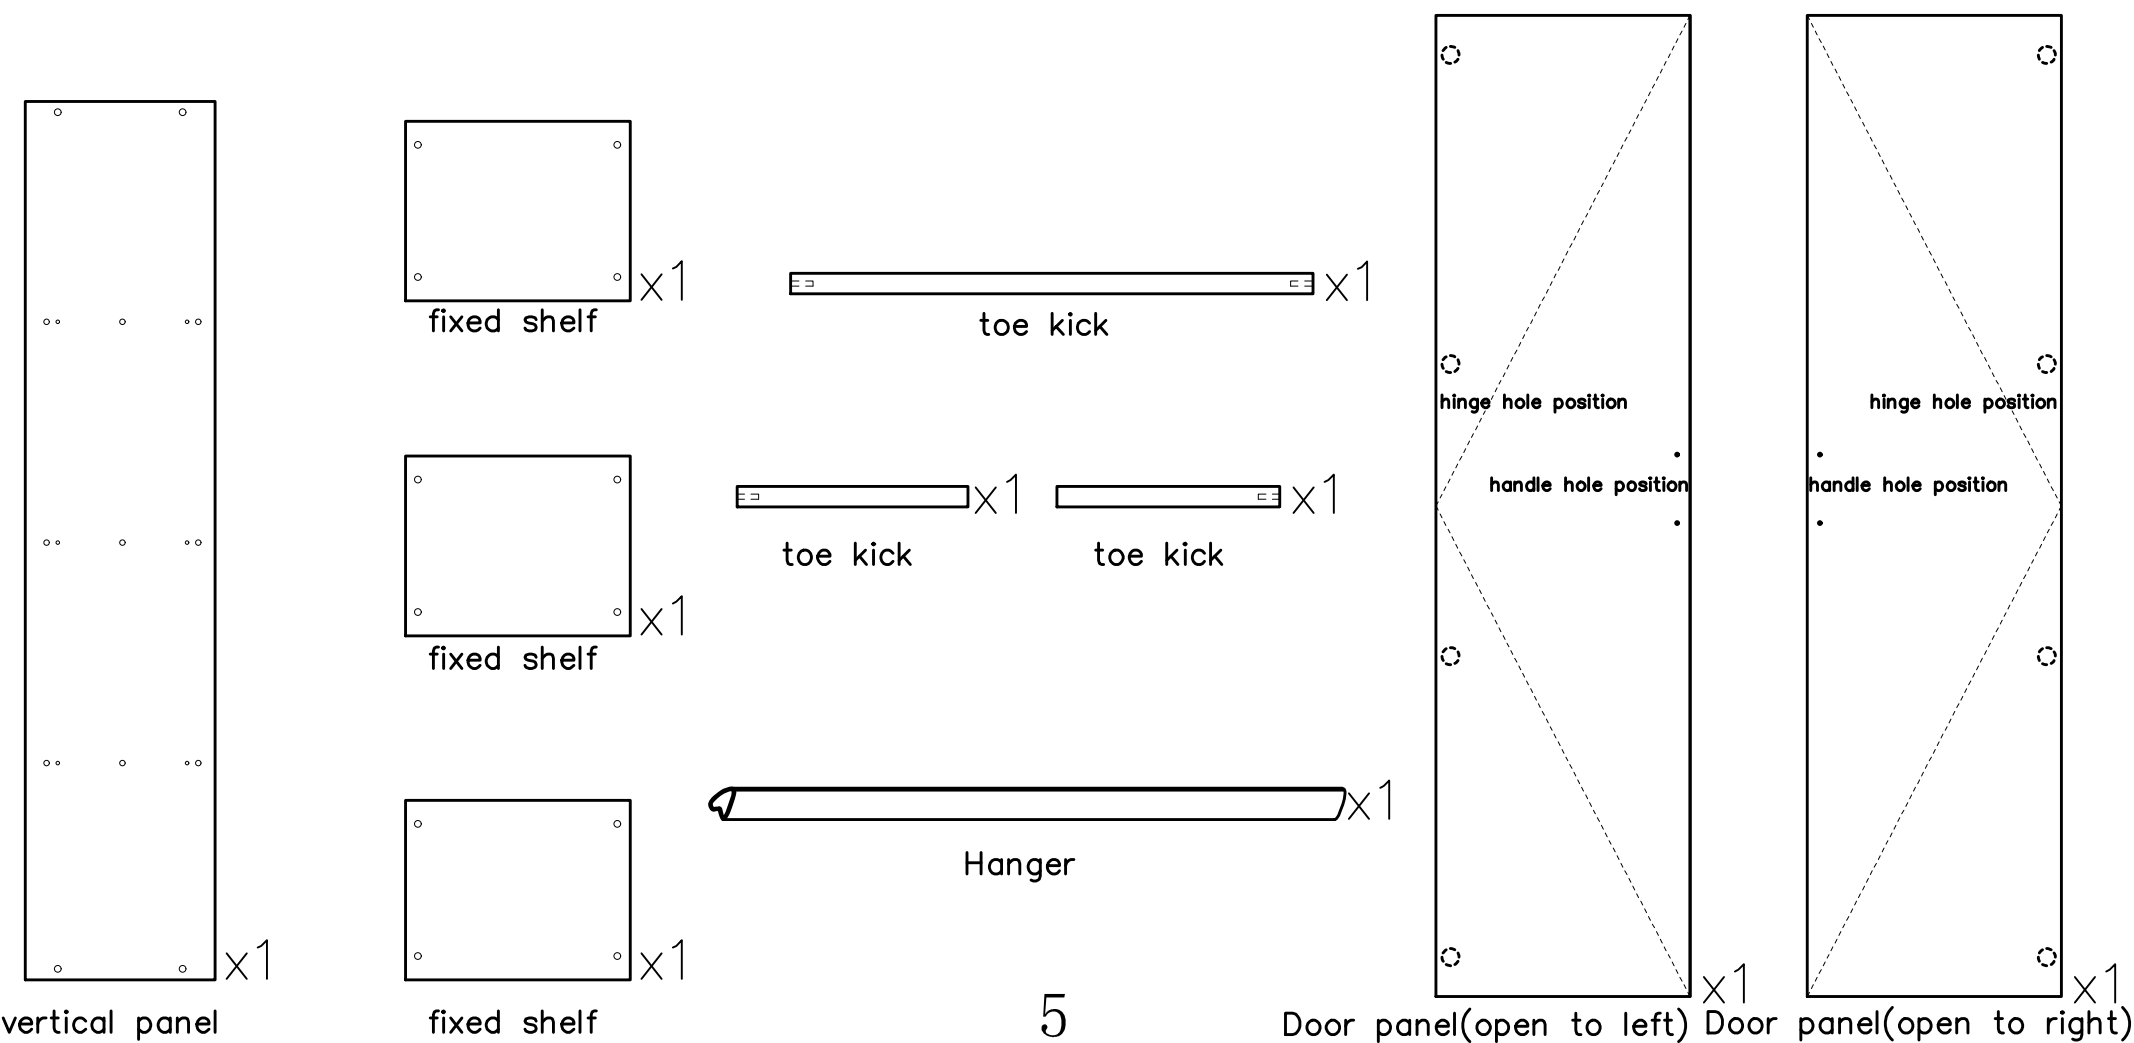 x1
vertical panel
x1
fixed shelf
x1
fixed shelf
x1
fixed shelf
x1
toe kick
x1
toe kick
x1
toe kick
x1
Hanger
hinge hole position
handle hole position
x1
Door panel(open to left)
hinge hole position
handle hole position
x1
Door panel(open to right)
5